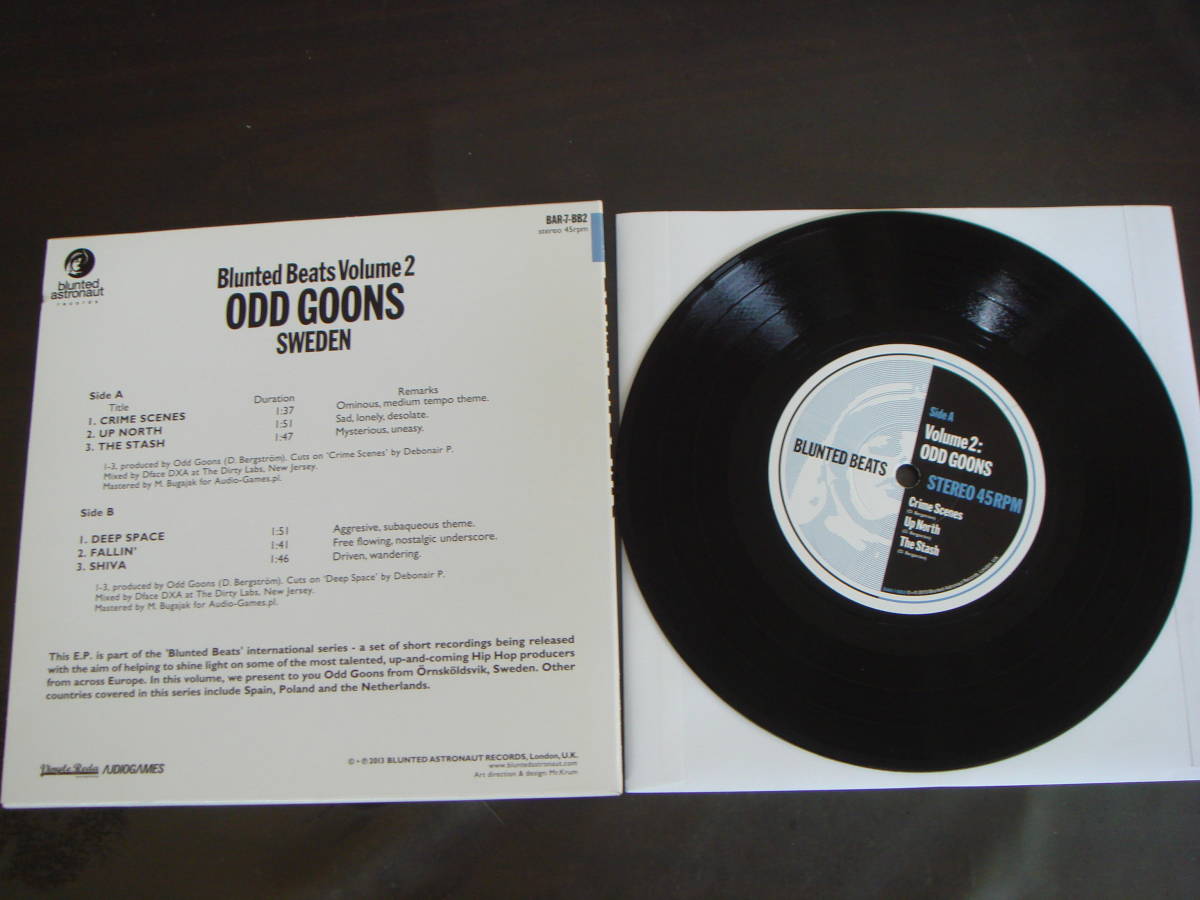 BAR-7-BB2
stereo 45rpm
blunted
astronaut
records
Blunted Beats Volume 2
ODD GOONS
SWEDEN
Side A
Title Duration Remarks
1. CRIME SCENES 1:37 Ominous, medium tempo theme.
2. UP NORTH 1:51 Sad, lonely, desolate.
3. THE STASH 1:47 Mysterious, uneasy.
1-3, produced by Odd Goons (D. Bergström). Cuts on 'Crime Scenes' by Debonair P.
Mixed by Dface DXA at The Dirty Labs, New Jersey.
Mastered by M. Bugajak for Audio-Games.pl.
Side B
1. DEEP SPACE 1:51 Aggresive, subaqueous theme.
2. FALLIN' 1:41 Free flowing, nostalgic underscore.
3. SHIVA 1:46 Driven, wandering.
1-3, produced by Odd Goons (D. Bergström). Cuts on 'Deep Space' by Debonair P.
Mixed by Dface DXA at The Dirty Labs, New Jersey.
Mastered by M. Bugajak for Audio-Games.pl.
This E.P. is part of the 'Blunted Beats' international series - a set of short recordings being released
with the aim of helping to shine light on some of the most talented, up-and-coming Hip Hop producers
from across Europe. In this volume, we present to you Odd Goons from Örnsköldsvik, Sweden. Other
countries covered in this series include Spain, Poland and the Netherlands.
AUDIOGAMES
© + ℗ 2013 BLUNTED ASTRONAUT RECORDS, London, U.K.
www.bluntedastronaut.com
Art direction & design: Mr.Krum
Side A
Volume 2:
ODD GOONS
BLUNTED BEATS
STEREO 45RPM
Crime Scenes
(D. Bergström)
Up North
(D. Bergström)
The Stash
(D. Bergström)